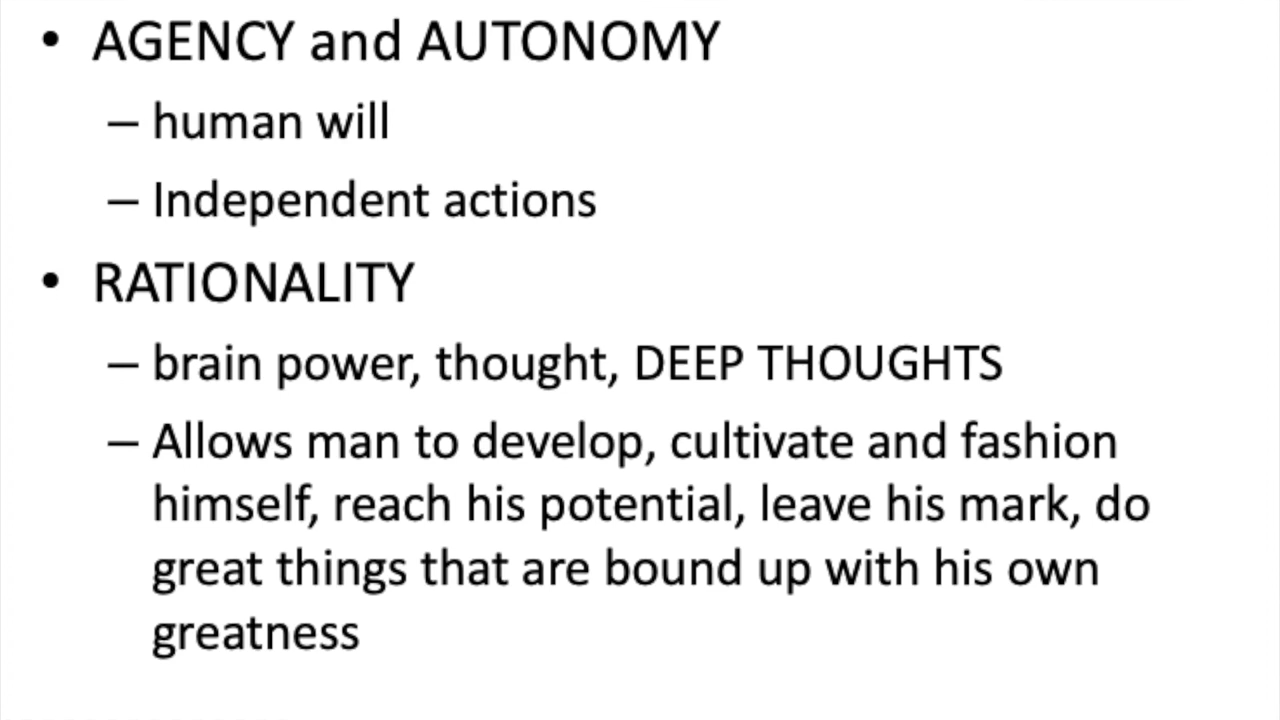 • AGENCY and AUTONOMY
– human will
– Independent actions
• RATIONALITY
– brain power, thought, DEEP THOUGHTS
– Allows man to develop, cultivate and fashion
himself, reach his potential, leave his mark, do
great things that are bound up with his own
greatness